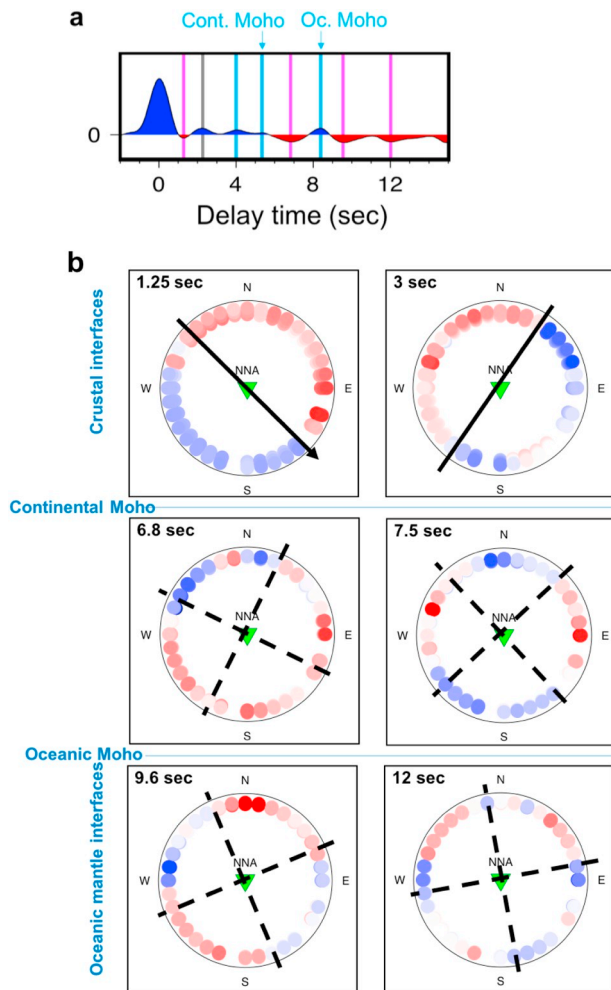 a
Cont. Moho
Oc. Moho
0
0
4
8
12
Delay time (sec)
b
Crustal interfaces
1.25 sec
N
W
NNA
E
S
3 sec
N
W
NNA
E
S
Continental Moho
6.8 sec
N
W
NNA
E
S
7.5 sec
N
W
NNA
E
S
Oceanic Moho
Oceanic mantle interfaces
9.6 sec
N
W
NNA
E
S
12 sec
N
W
NNA
E
S